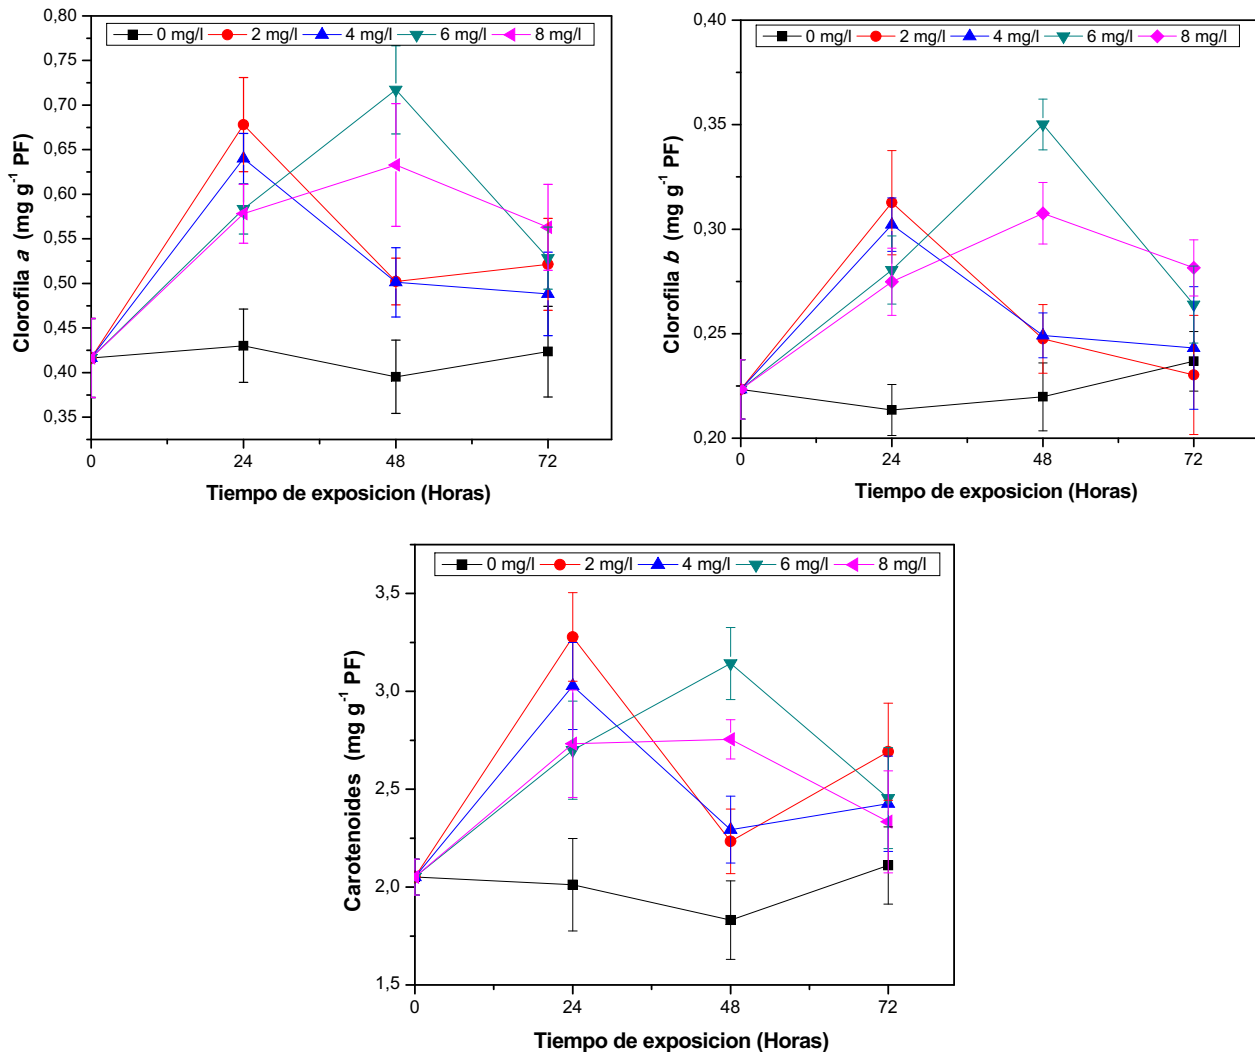 0,80
0,75
0,70
0,65
0,60
0,55
0,50
0,45
0,40
0,35
Clorofila a (mg g⁻¹ PF)
0 mg/l 2 mg/l 4 mg/l 6 mg/l 8 mg/l
0 24 48 72
Tiempo de exposicion (Horas)
0,40
0,35
0,30
0,25
0,20
Clorofila b (mg g⁻¹ PF)
0 mg/l 2 mg/l 4 mg/l 6 mg/l 8 mg/l
0 24 48 72
Tiempo de exposicion (Horas)
3,5
3,0
2,5
2,0
1,5
Carotenoides (mg g⁻¹ PF)
0 mg/l 2 mg/l 4 mg/l 6 mg/l 8 mg/l
0 24 48 72
Tiempo de exposicion (Horas)